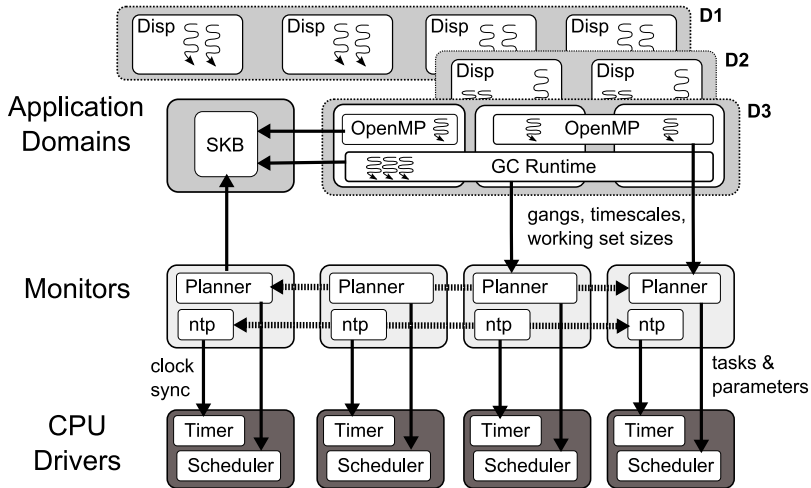 D1
Disp Disp Disp Disp
D2
Disp Disp
D3
Application
Domains
SKB
OpenMP OpenMP
GC Runtime
gangs, timescales,
working set sizes
Monitors
Planner Planner Planner Planner
ntp ntp ntp ntp
clock
sync
tasks &
parameters
CPU
Drivers
Timer Timer Timer Timer
Scheduler Scheduler Scheduler Scheduler